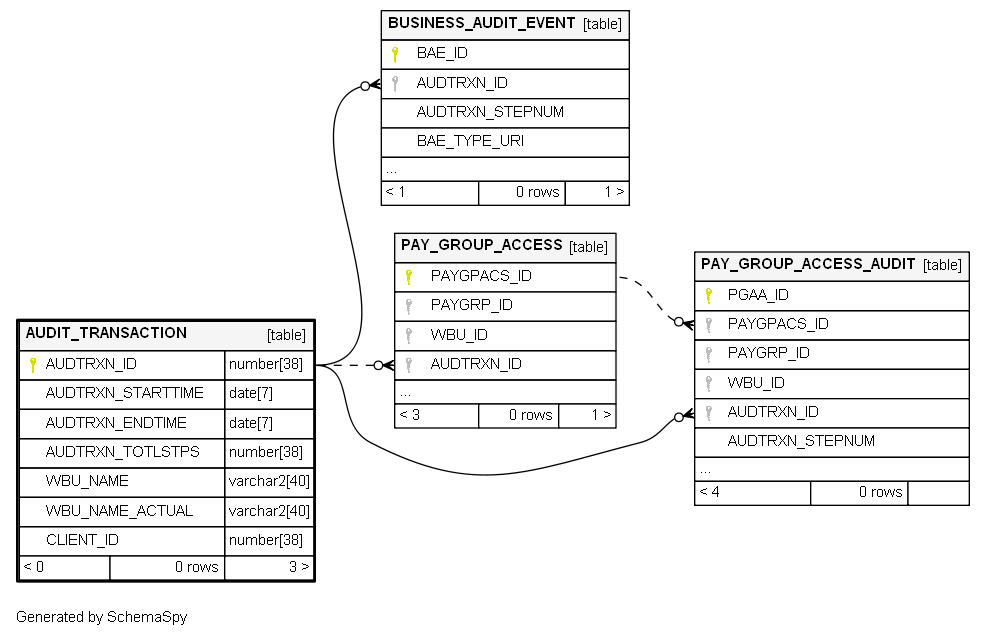 BUSINESS_AUDIT_EVENT [table]
BAE_ID
AUDTRXN_ID
AUDTRXN_STEPNUM
BAE_TYPE_URI
...
< 1 0 rows 1 >
PAY_GROUP_ACCESS [table]
PAYGPACS_ID
PAYGRP_ID
WBU_ID
AUDTRXN_ID
...
< 3 0 rows 1 >
PAY_GROUP_ACCESS_AUDIT [table]
PGAA_ID
PAYGPACS_ID
PAYGRP_ID
WBU_ID
AUDTRXN_ID
AUDTRXN_STEPNUM
...
< 4 0 rows
AUDIT_TRANSACTION [table]
AUDTRXN_ID number[38]
AUDTRXN_STARTTIME date[7]
AUDTRXN_ENDTIME date[7]
AUDTRXN_TOTLSTPS number[38]
WBU_NAME varchar2[40]
WBU_NAME_ACTUAL varchar2[40]
CLIENT_ID number[38]
< 0 0 rows 3 >
Generated by SchemaSpy